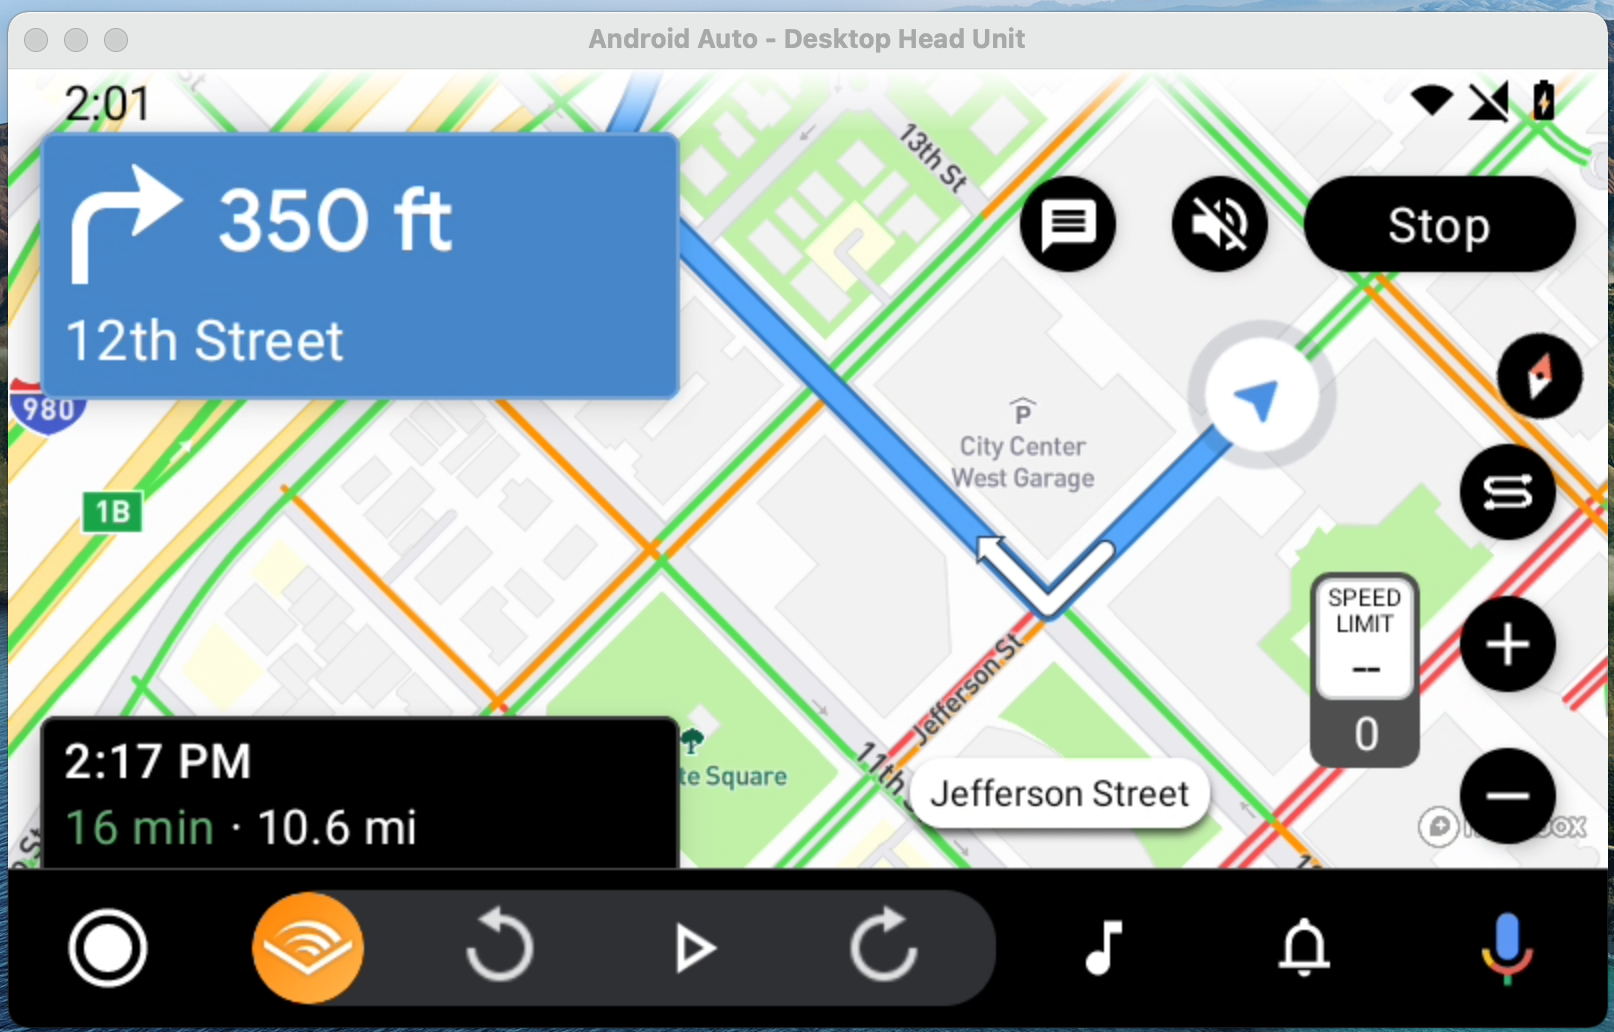 Android Auto - Desktop Head Unit
2:01
350 ft
12th Street
Stop
13th St
980
1B
P
City Center
West Garage
SPEED
LIMIT
--
0
Jefferson St
11th
te Square
Jefferson Street
2:17 PM
16 min · 10.6 mi